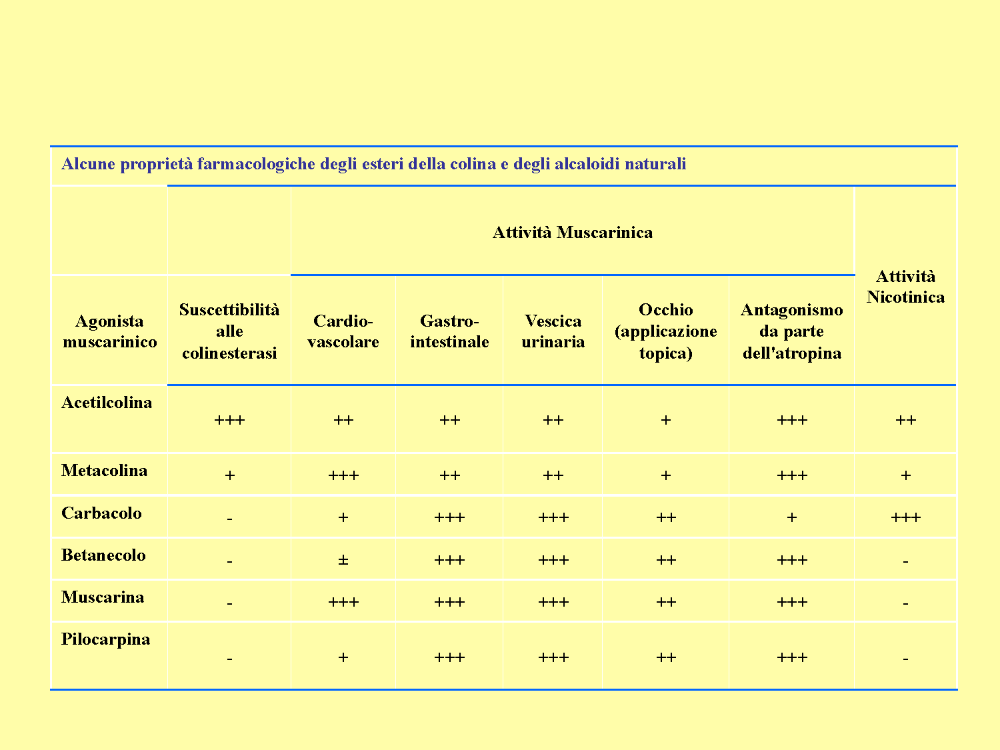 Alcune proprietà farmacologiche degli esteri della colina e degli alcaloidi naturali
Attività Muscarinica
Attività
Nicotinica
Agonista
muscarinico
Suscettibilità
alle
colinesterasi
Cardio-
vascolare
Gastro-
intestinale
Vescica
urinaria
Occhio
(applicazione
topica)
Antagonismo
da parte
dell'atropina
Acetilcolina +++ ++ ++ ++ + +++ ++
Metacolina + +++ ++ ++ + +++ +
Carbacolo - + +++ +++ ++ + +++
Betanecolo - ± +++ +++ ++ +++ -
Muscarina - +++ +++ +++ ++ +++ -
Pilocarpina - + +++ +++ ++ +++ -